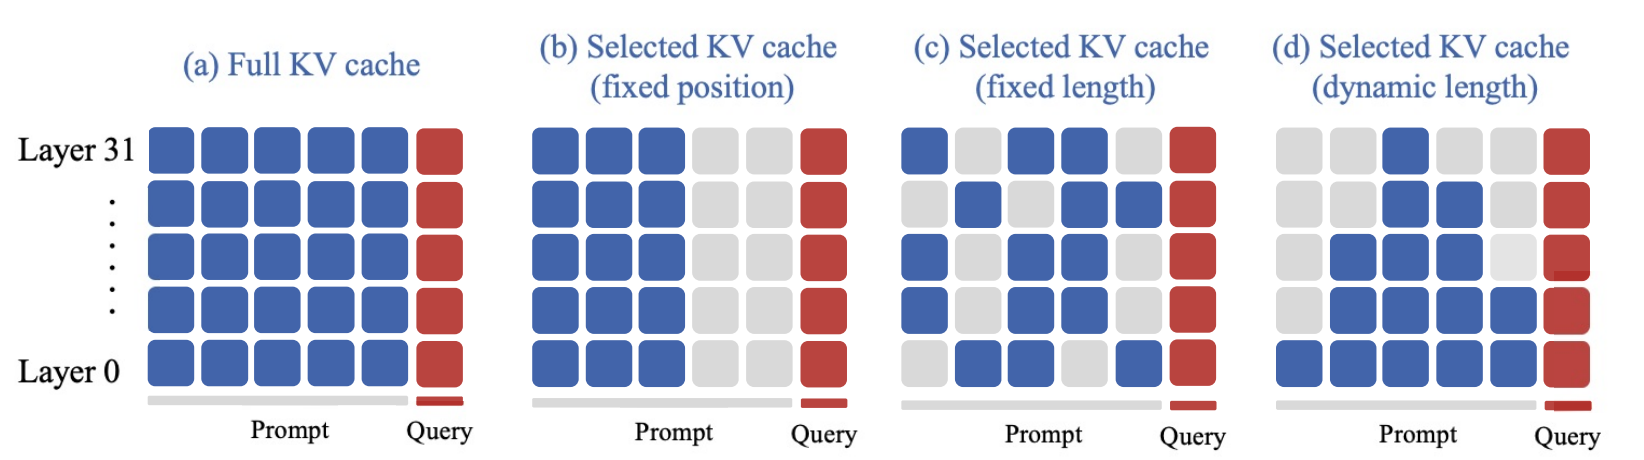 (a) Full KV cache
(b) Selected KV cache
(fixed position)
(c) Selected KV cache
(fixed length)
(d) Selected KV cache
(dynamic length)
Layer 31
Layer 0
Prompt
Query
Prompt
Query
Prompt
Query
Prompt
Query